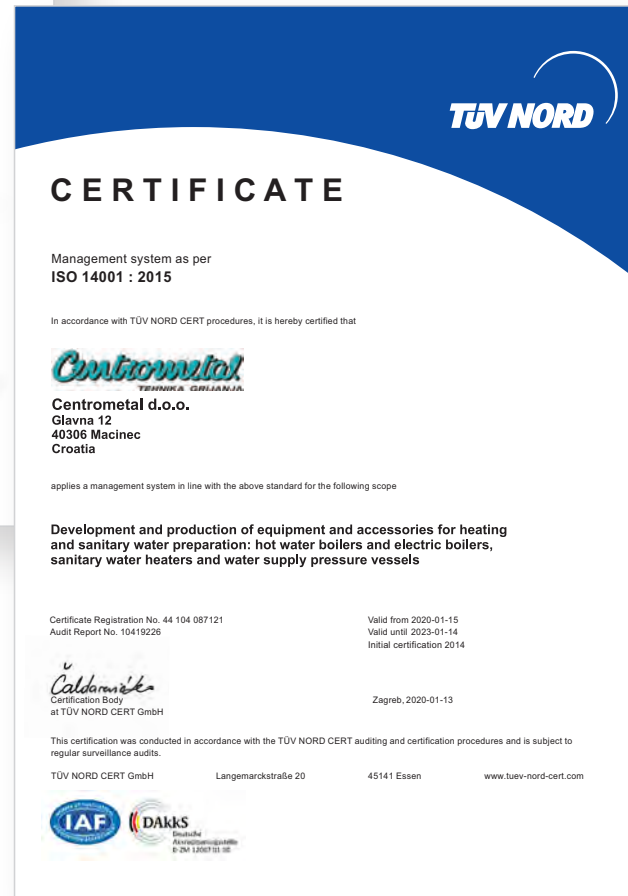 TÜV NORD
CERTIFICATE
Management system as per
ISO 14001 : 2015
In accordance with TÜV NORD CERT procedures, it is hereby certified that
Centrometal
TEHNIKA GRIJANJA
Centrometal d.o.o.
Glavna 12
40306 Macinec
Croatia
applies a management system in line with the above standard for the following scope
Development and production of equipment and accessories for heating
and sanitary water preparation: hot water boilers and electric boilers,
sanitary water heaters and water supply pressure vessels
Certificate Registration No. 44 104 087121
Audit Report No. 10419226
Valid from 2020-01-15
Valid until 2023-01-14
Initial certification 2014
Certification Body
at TÜV NORD CERT GmbH
Zagreb, 2020-01-13
This certification was conducted in accordance with the TÜV NORD CERT auditing and certification procedures and is subject to
regular surveillance audits.
TÜV NORD CERT GmbH Langemarckstraße 20 45141 Essen www.tuev-nord-cert.com
IAF
DAkkS
Deutsche
Akkreditierungsstelle